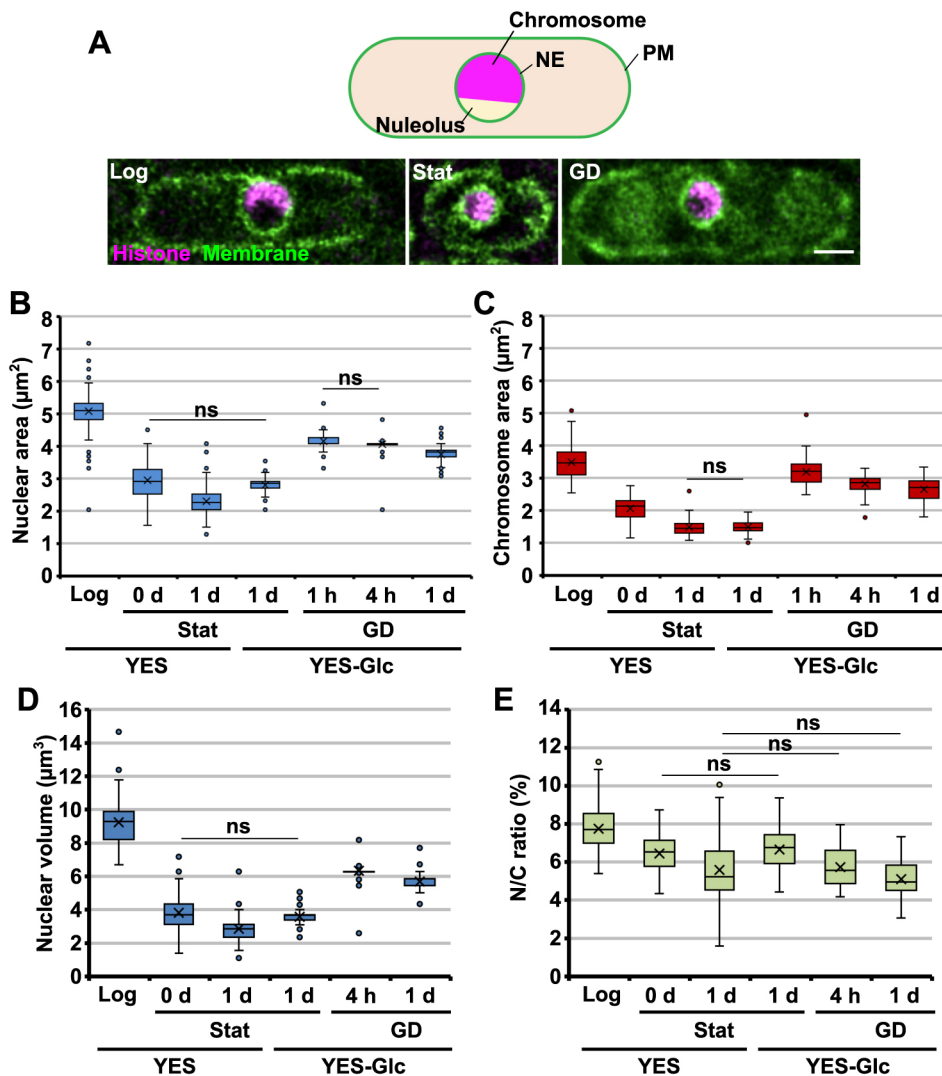 A
Chromosome
NE
PM
Nuleolus
Log
Stat
GD
Histone Membrane
B
Nuclear area (µm²)
8
7
6
5
4
3
2
1
0
ns
ns
Log 0 d 1 d 1 d 1 h 4 h 1 d
Stat GD
YES YES-Glc
C
Chromosome area (µm²)
8
7
6
5
4
3
2
1
0
ns
Log 0 d 1 d 1 d 1 h 4 h 1 d
Stat GD
YES YES-Glc
D
Nuclear volume (µm³)
16
14
12
10
8
6
4
2
0
ns
Log 0 d 1 d 1 d 4 h 1 d
Stat GD
YES YES-Glc
E
N/C ratio (%)
14
12
10
8
6
4
2
0
ns
ns
ns
Log 0 d 1 d 1 d 4 h 1 d
Stat GD
YES YES-Glc